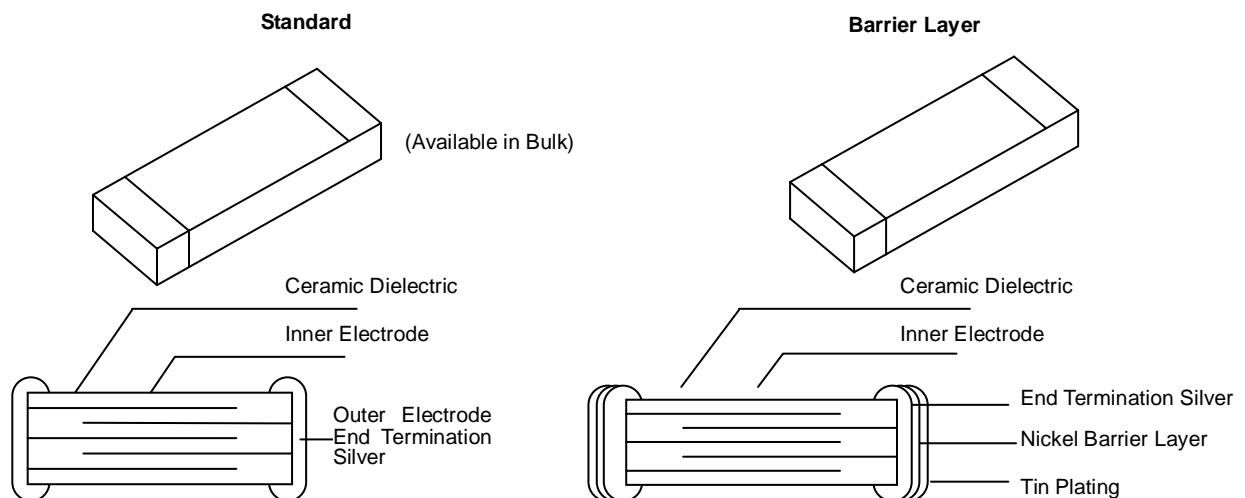 Standard
(Available in Bulk)
Ceramic Dielectric
Inner Electrode
Outer Electrode
End Termination
Silver
Barrier Layer
Ceramic Dielectric
Inner Electrode
End Termination Silver
Nickel Barrier Layer
Tin Plating